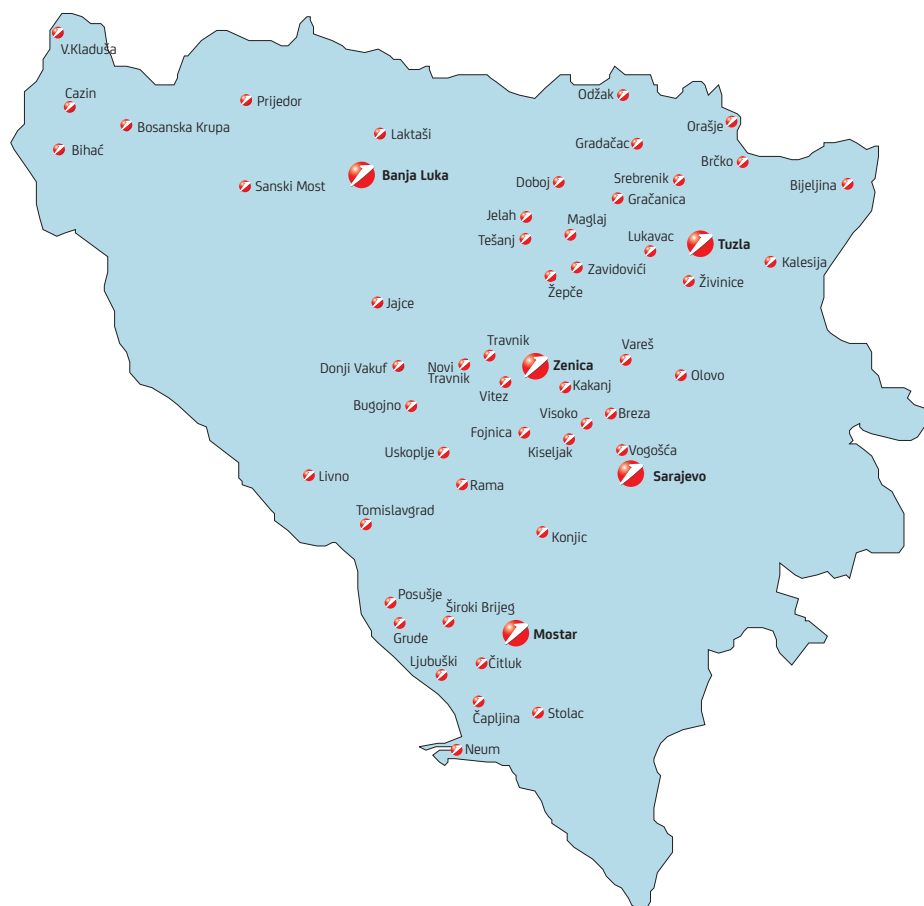 V.Kladuša
Cazin
Prijedor
Odžak
Bosanska Krupa
Orašje
Laktaši
Gradačac
Bihać
Brčko
Banja Luka
Sanski Most
Doboj
Srebrenik
Bijeljina
Gračanica
Jelah
Maglaj
Tešanj
Lukavac
Tuzla
Kalesija
Zavidovići
Živinice
Žepče
Jajce
Travnik
Vareš
Donji Vakuf
Novi
Travnik
Zenica
Olovo
Vitez
Kakanj
Bugojno
Visoko
Breza
Fojnica
Kiseljak
Vogošća
Uskoplje
Livno
Rama
Sarajevo
Tomislavgrad
Konjic
Posušje
Široki Brijeg
Grude
Mostar
Ljubuški
Čitluk
Čapljina
Stolac
Neum